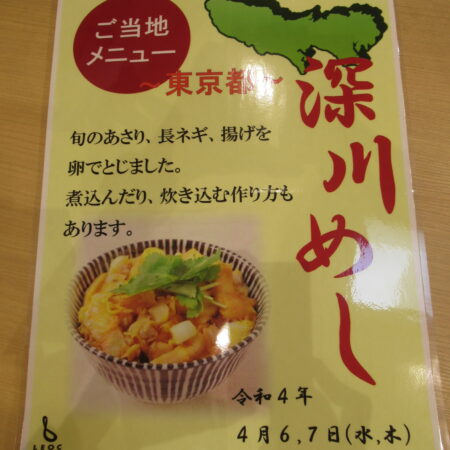 ご当地
メニュー
～東京都～
深川めし
旬のあさり、長ネギ、揚げを
卵でとじました。
煮込んだり、炊き込む作り方も
あります。
令和4年
4月6,7日(水,木)
LEOC